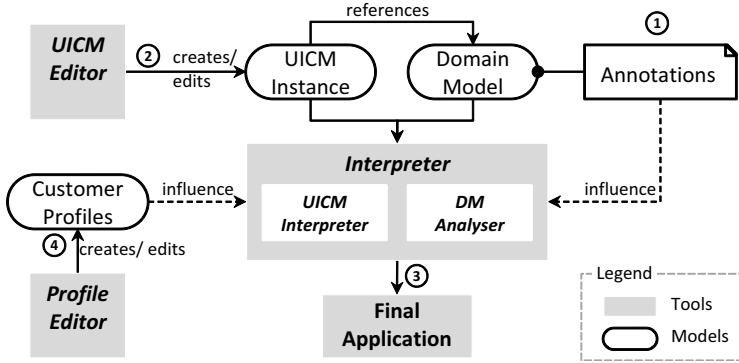 references
1
UICM
Editor
2
creates/
edits
UICM
Instance
Domain
Model
Annotations
Interpreter
UICM
Interpreter
DM
Analyser
Customer
Profiles
influence
influence
4
creates/ edits
3
Profile
Editor
Final
Application
Legend
Tools
Models